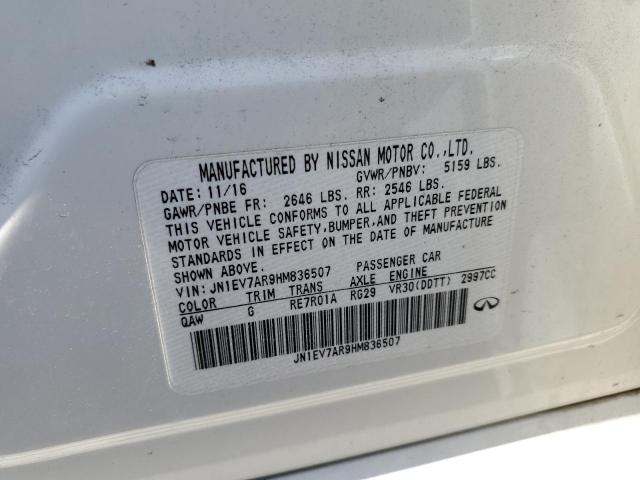 MANUFACTURED BY NISSAN MOTOR CO.,LTD.
DATE: 11/16 GVWR/PNBV: 5159 LBS.
GAWR/PNBE FR: 2646 LBS. RR: 2546 LBS.
THIS VEHICLE CONFORMS TO ALL APPLICABLE FEDERAL
MOTOR VEHICLE SAFETY,BUMPER,AND THEFT PREVENTION
STANDARDS IN EFFECT ON THE DATE OF MANUFACTURE
SHOWN ABOVE.
VIN: JN1EV7AR9HM836507 PASSENGER CAR
COLOR TRIM TRANS AXLE ENGINE
QAW G RE7R01A RG29 VR30(DDTT) 2997CC
JN1EV7AR9HM836507